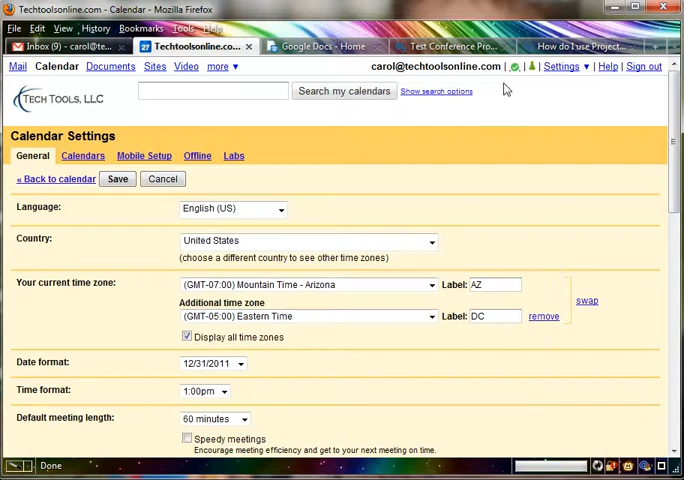 Techtoolsonline.com - Calendar - Mozilla Firefox
File Edit View History Bookmarks Tools Help
Inbox (9) - carol@te...
27 Techtoolsonline.co...
Google Docs - Home
Test Conference Pro...
How do I use Project...
Mail Calendar Documents Sites Video more ▼
carol@techtoolsonline.com | | Settings ▼ | Help | Sign out
TECH TOOLS, LLC
Search my calendars Show search options
Calendar Settings
General Calendars Mobile Setup Offline Labs
« Back to calendar Save Cancel
Language: English (US)
Country: United States
(choose a different country to see other time zones)
Your current time zone: (GMT-07:00) Mountain Time - Arizona Label: AZ
swap
Additional time zone
(GMT-05:00) Eastern Time Label: DC remove
Display all time zones
Date format: 12/31/2011
Time format: 1:00pm
Default meeting length: 60 minutes
Speedy meetings
Encourage meeting efficiency and get to your next meeting on time.
Done